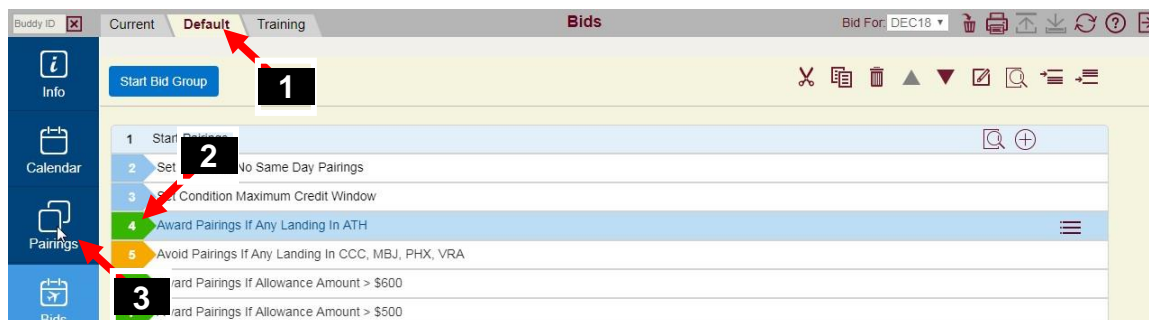 Buddy ID
Current Default Training
Bids
Bid For: DEC18
Info
Start Bid Group
1
Calendar
1 Start
2
2 Set No Same Day Pairings
3 Set Condition Maximum Credit Window
4 Award Pairings If Any Landing In ATH
Pairings
5 Avoid Pairings If Any Landing In CCC, MBJ, PHX, VRA
3
Pairings If Allowance Amount > $600
Pairings If Allowance Amount > $500
Bids